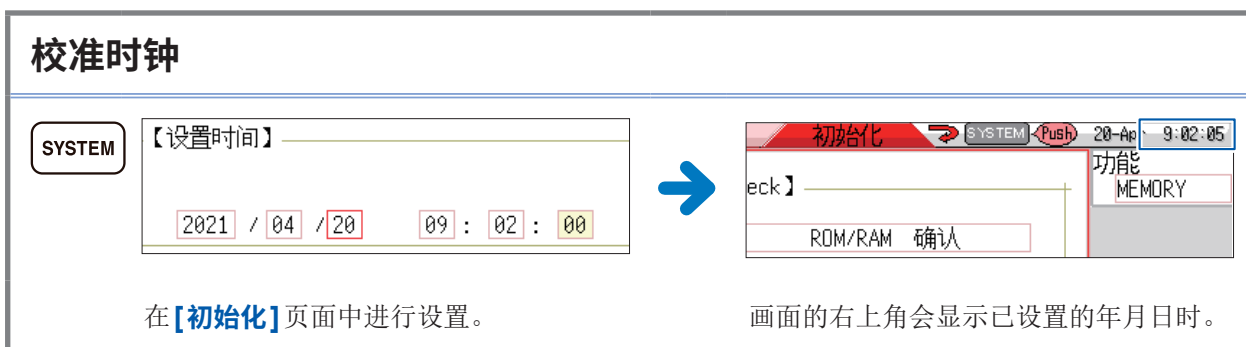 校准时钟
SYSTEM
【设置时间】
2021 / 04 / 20 09 : 02 : 00
初始化 SYSTEM Push 20-Ap 9:02:05
功能
eck】
MEMORY
ROM/RAM 确认
在[初始化]页面中进行设置。
画面的右上角会显示已设置的年月日时。